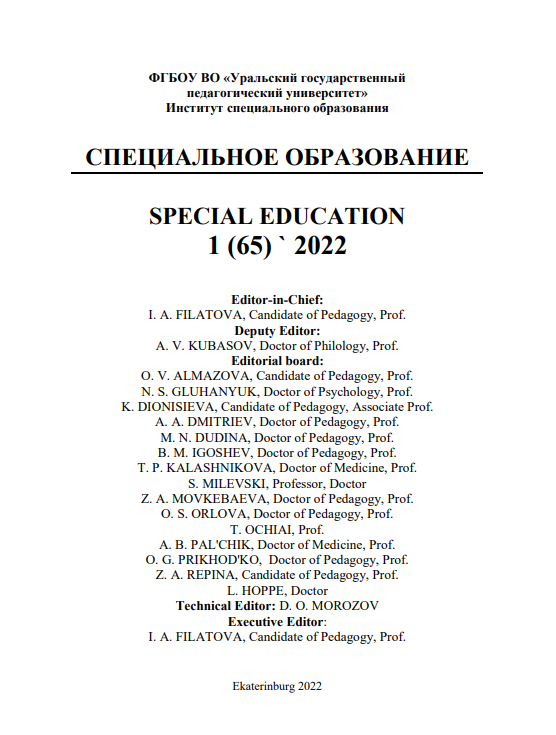 ФГБОУ ВО «Уральский государственный
педагогический университет»
Институт специального образования
СПЕЦИАЛЬНОЕ ОБРАЗОВАНИЕ
SPECIAL EDUCATION
1 (65) ` 2022
Editor-in-Chief:
I. A. FILATOVA, Candidate of Pedagogy, Prof.
Deputy Editor:
A. V. KUBASOV, Doctor of Philology, Prof.
Editorial board:
O. V. ALMAZOVA, Candidate of Pedagogy, Prof.
N. S. GLUHANYUK, Doctor of Psychology, Prof.
K. DIONISIEVA, Candidate of Pedagogy, Associate Prof.
A. A. DMITRIEV, Doctor of Pedagogy, Prof.
M. N. DUDINA, Doctor of Pedagogy, Prof.
B. M. IGOSHEV, Doctor of Pedagogy, Prof.
T. P. KALASHNIKOVA, Doctor of Medicine, Prof.
S. MILEVSKI, Professor, Doctor
Z. A. MOVKEBAEVA, Doctor of Pedagogy, Prof.
O. S. ORLOVA, Doctor of Pedagogy, Prof.
T. OCHIAI, Prof.
A. B. PAL'CHIK, Doctor of Medicine, Prof.
O. G. PRIKHOD'KO, Doctor of Pedagogy, Prof.
Z. A. REPINA, Candidate of Pedagogy, Prof.
L. HOPPE, Doctor
Technical Editor: D. O. MOROZOV
Executive Editor:
I. A. FILATOVA, Candidate of Pedagogy, Prof.
Ekaterinburg 2022